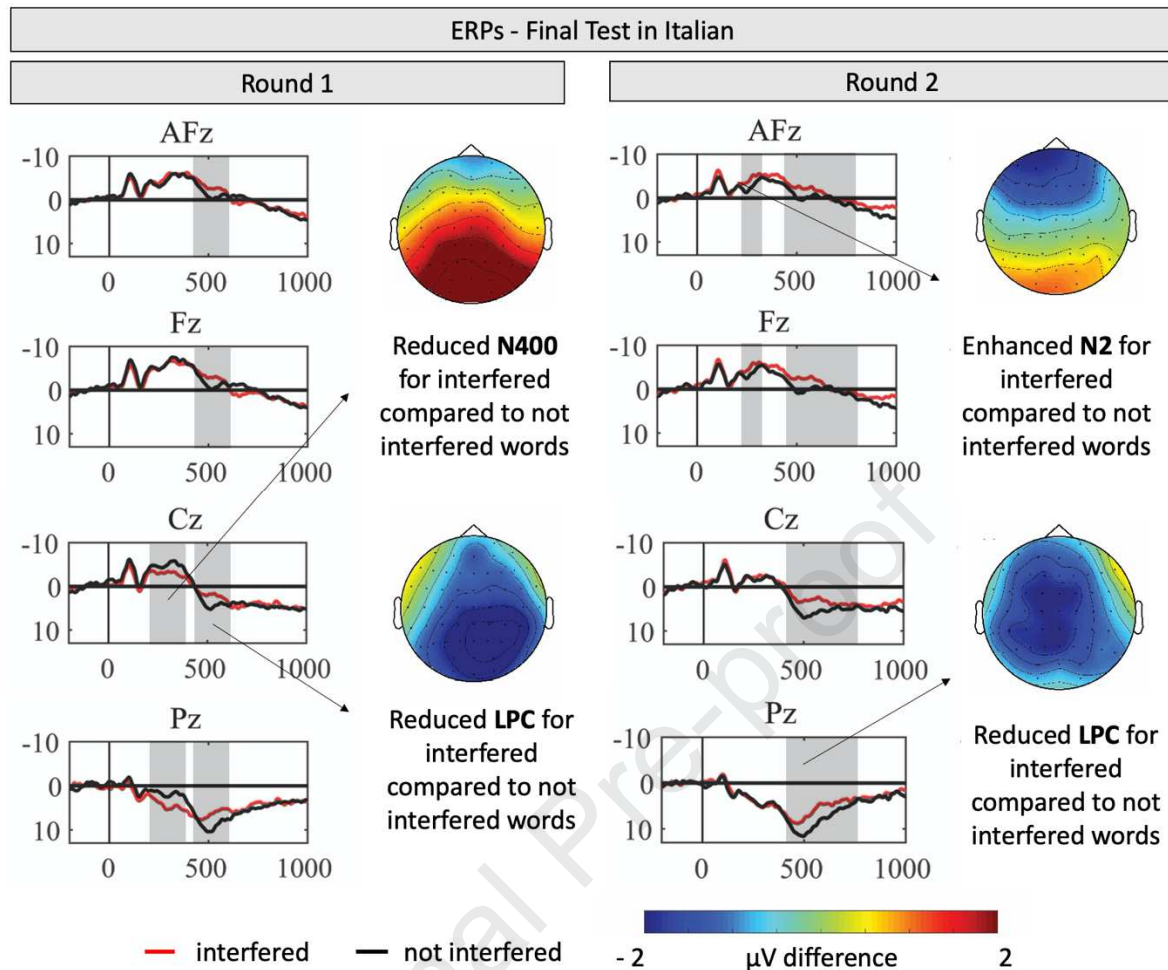 ERPs - Final Test in Italian
Round 1
AFz
-10
0
10
0 500 1000
Fz
-10
0
10
0 500 1000
Cz
-10
0
10
0 500 1000
Pz
-10
0
10
0 500 1000
Reduced N400
for interfered
compared to not
interfered words
Reduced LPC for
interfered
compared to not
interfered words
Round 2
AFz
-10
0
10
0 500 1000
Fz
-10
0
10
0 500 1000
Cz
-10
0
10
0 500 1000
Pz
-10
0
10
0 500 1000
Enhanced N2 for
interfered
compared to not
interfered words
Reduced LPC for
interfered
compared to not
interfered words
interfered not interfered
- 2 µV difference 2
nal Pre-proof